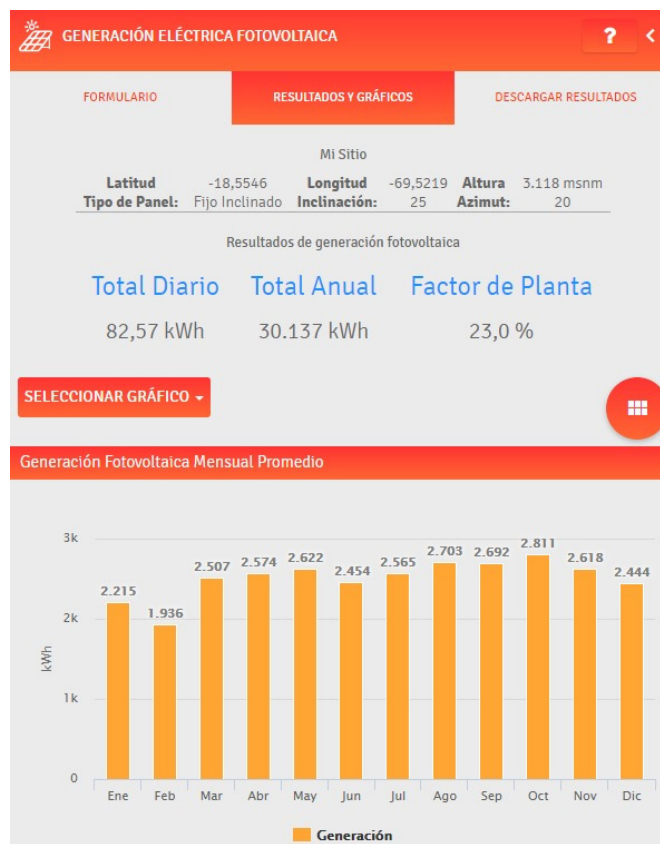 GENERACIÓN ELÉCTRICA FOTOVOLTAICA ? <
FORMULARIO RESULTADOS Y GRÁFICOS DESCARGAR RESULTADOS
Mi Sitio
Latitud -18,5546 Longitud -69,5219 Altura 3.118 msnm
Tipo de Panel: Fijo Inclinado Inclinación: 25 Azimut: 20
Resultados de generación fotovoltaica
Total Diario Total Anual Factor de Planta
82,57 kWh 30.137 kWh 23,0 %
SELECCIONAR GRÁFICO
Generación Fotovoltaica Mensual Promedio
3k
2k
1k
0
kWh
2.215 1.936 2.507 2.574 2.622 2.454 2.565 2.703 2.692 2.811 2.618 2.444
Ene Feb Mar Abr May Jun Jul Ago Sep Oct Nov Dic
Generación